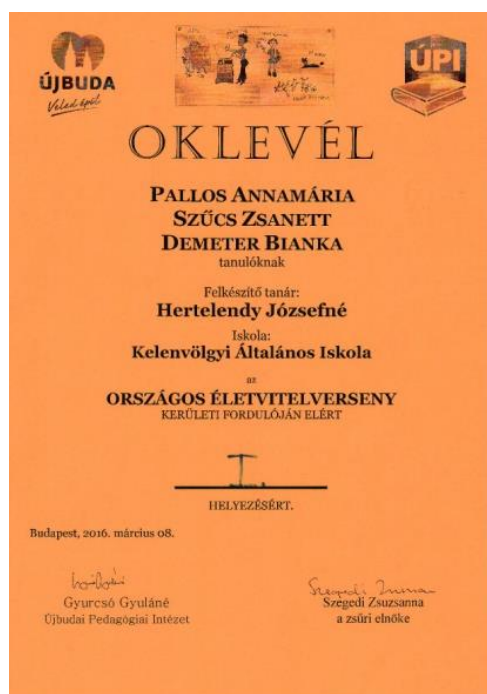 ÚJBUDA
Veled épül
ÚPI
OKLEVÉL
PALLOS ANNAMÁRIA
SZŰCS ZSANETT
DEMETER BIANKA
tanulóknak
Felkészítő tanár:
Hertelendy Józsefné
Iskola:
Kelenvölgyi Általános Iskola
az
ORSZÁGOS ÉLETVITELVERSENY
KERÜLETI FORDULÓJÁN ELÉRT
I.
HELYEZÉSÉRT.
Budapest, 2016. március 08.
Gyurcsó Gyuláné
Szegedi Zsuzsanna
Újbudai Pedagógiai Intézet
a zsűri elnöke